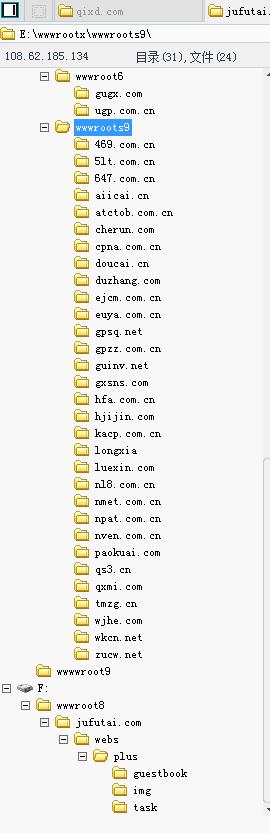 qixd.com jufutai.
E:\wwwrootx\wwwroots9\
108.62.185.134 目录(31),文件(24)
wwwroot6
gugx.com
ugp.com.cn
wwwroots9
469.com.cn
5lt.com.cn
647.com.cn
aiicai.cn
atctob.com.cn
cherun.com
cpna.com.cn
doucai.cn
duzhang.com
ejcm.com.cn
euya.com.cn
gpsq.net
gpzz.com.cn
guinv.net
gxsns.com
hfa.com.cn
hjijin.com
kacp.com.cn
longxia
luexin.com
nl8.com.cn
nmet.com.cn
npat.com.cn
nven.com.cn
paokuai.com
qs3.cn
qxmi.com
tmzg.cn
wjhe.com
wkcn.net
zucw.net
wwwwroot9
F:
wwwroot8
jufutai.com
webs
plus
guestbook
img
task